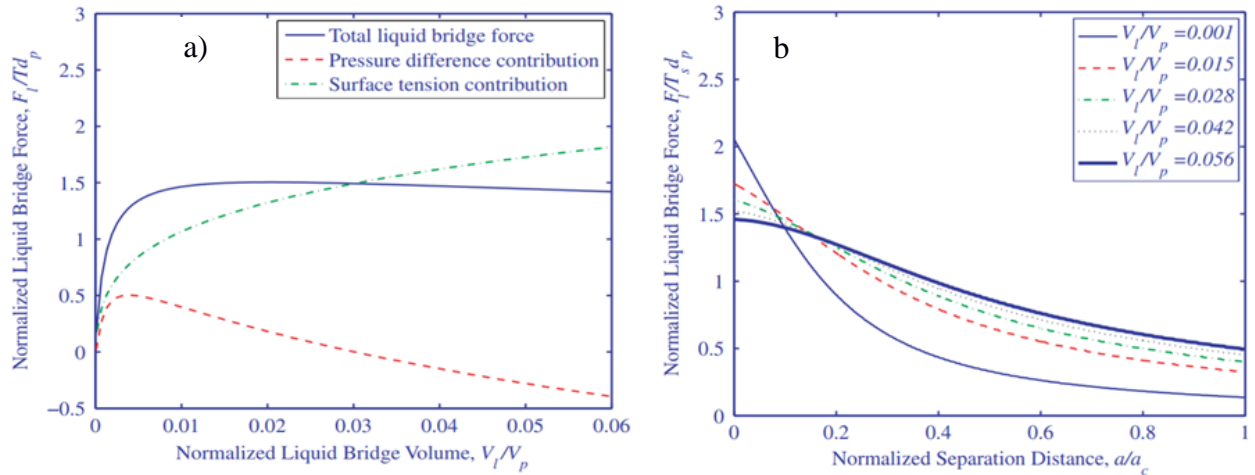 a)
Total liquid bridge force
Pressure difference contribution
Surface tension contribution
Normalized Liquid Bridge Force, F_l/Td_p
3
2.5
2
1.5
1
0.5
0
−0.5
0
0.01
0.02
0.03
0.04
0.05
0.06
Normalized Liquid Bridge Volume, V_l/V_p
b
V_l/V_p=0.001
V_l/V_p=0.015
V_l/V_p=0.028
V_l/V_p=0.042
V_l/V_p=0.056
Normalized Liquid Bridge Force, F_l/T_s d_p
3
2.5
2
1.5
1
0.5
0
0
0.2
0.4
0.6
0.8
1
Normalized Separation Distance, a/a_c